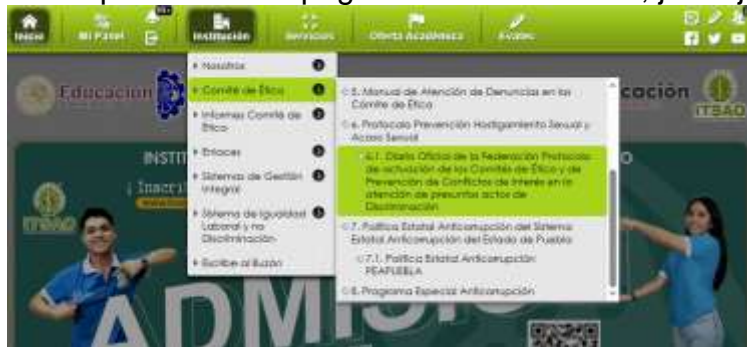 Inicio
Mi Panel
Institución
Servicios
Oferta Académica
Educación
cación
ITSAO
INSTIT
O
¡Inscríb
ITSAO
ADMISIO
Nosotros
Comité de Ética
Informes Comité de
Ética
Enlaces
Sistemas de Gestión
Integral
Sistema de Igualdad
Laboral y no
Discriminación
Escribe al Buzón
5. Manual de Atención de Denuncias en los
Comité de Ética
6. Protocolo Prevención Hostigamiento Sexual y
Acoso Sexual
6.1. Diario Oficial de la Federación Protocolo
de actuación de los Comités de Ética y de
Prevención de Conflictos de Interés en la
atención de presuntos actos de
Discriminación
7. Política Estatal Anticorrupción del Sistema
Estatal Anticorrupción del Estado de Puebla
7.1. Política Estatal Anticorrupción
PEAPUEBLA
8. Programa Especial Anticorrupción